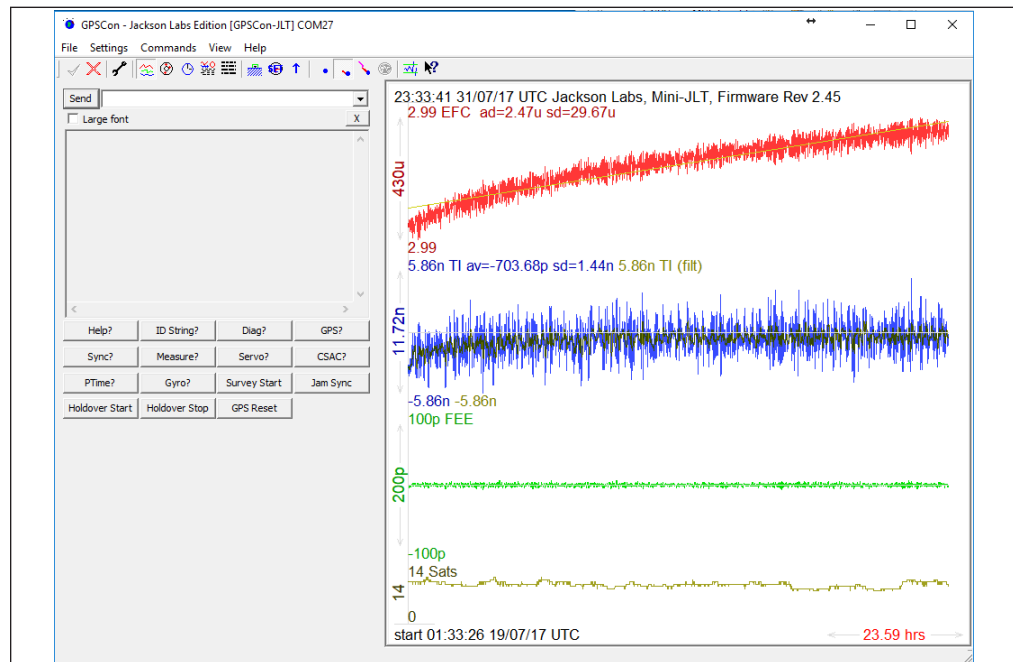 GPSCon - Jackson Labs Edition [GPSCon-JLT] COM27
File Settings Commands View Help
Send
Large font
X
Help? ID String? Diag? GPS?
Sync? Measure? Servo? CSAC?
PTime? Gyro? Survey Start Jam Sync
Holdover Start Holdover Stop GPS Reset
23:33:41 31/07/17 UTC Jackson Labs, Mini-JLT, Firmware Rev 2.45
2.99 EFC ad=2.47u sd=29.67u
430u
2.99
5.86n TI av=-703.68p sd=1.44n 5.86n TI (filt)
11.72n
-5.86n -5.86n
100p FEE
200p
-100p
14 Sats
14
0
start 01:33:26 19/07/17 UTC
23.59 hrs